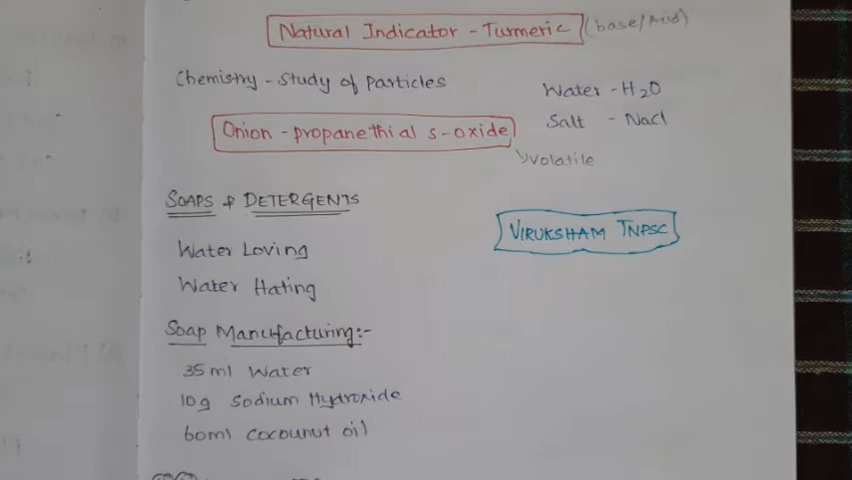 Natural Indicator - Turmeric (base/Acid)
Chemistry - Study of Particles
Water - H₂O
Onion - propanethial s-oxide
Salt - Nacl
Volatile
SOAPS & DETERGENTS
VIRUKSHAM TNPSC
Water Loving
Water Hating
Soap Manufacturing:-
35ml Water
10g Sodium Hydroxide
60ml cocounut oil